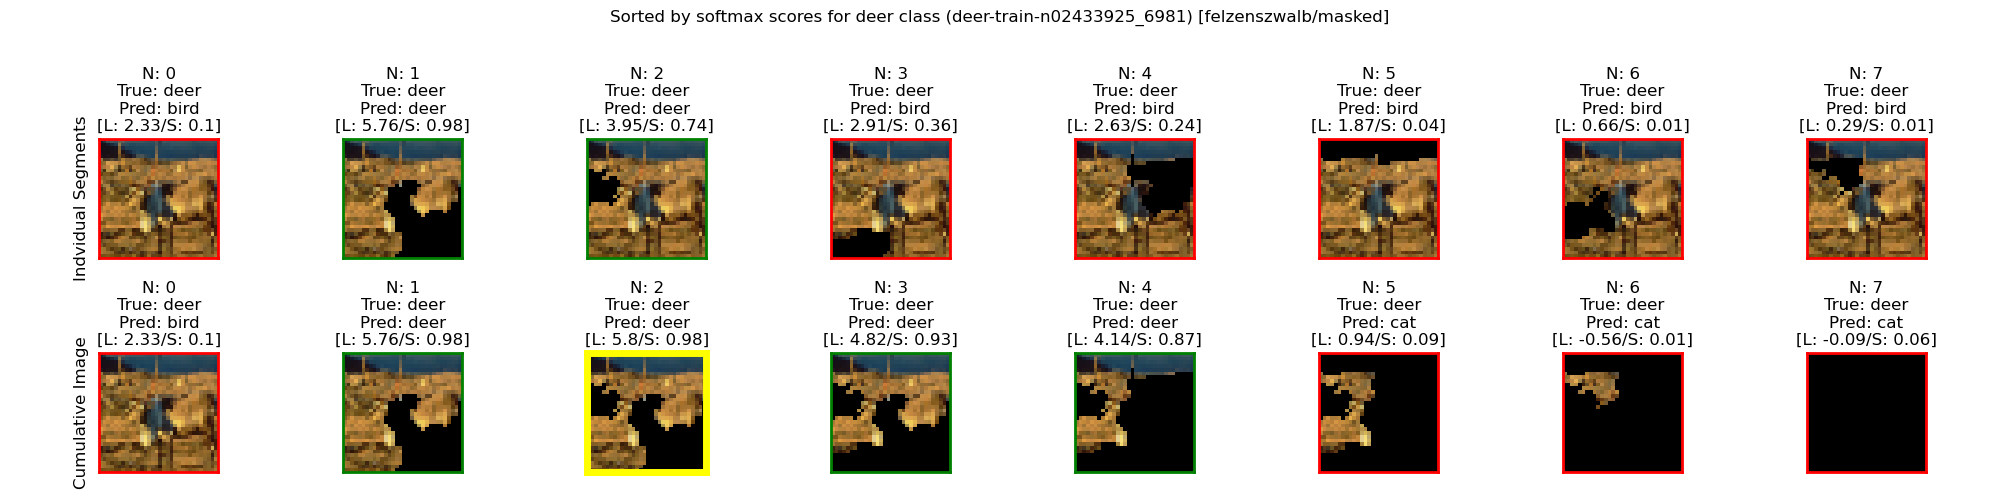 Sorted by softmax scores for deer class (deer-train-n02433925_6981) [felzenszwalb/masked]
Indvidual Segments
N: 0
True: deer
Pred: bird
[L: 2.33/S: 0.1]
N: 1
True: deer
Pred: deer
[L: 5.76/S: 0.98]
N: 2
True: deer
Pred: deer
[L: 3.95/S: 0.74]
N: 3
True: deer
Pred: bird
[L: 2.91/S: 0.36]
N: 4
True: deer
Pred: bird
[L: 2.63/S: 0.24]
N: 5
True: deer
Pred: bird
[L: 1.87/S: 0.04]
N: 6
True: deer
Pred: bird
[L: 0.66/S: 0.01]
N: 7
True: deer
Pred: bird
[L: 0.29/S: 0.01]
Cumulative Image
N: 0
True: deer
Pred: bird
[L: 2.33/S: 0.1]
N: 1
True: deer
Pred: deer
[L: 5.76/S: 0.98]
N: 2
True: deer
Pred: deer
[L: 5.8/S: 0.98]
N: 3
True: deer
Pred: deer
[L: 4.82/S: 0.93]
N: 4
True: deer
Pred: deer
[L: 4.14/S: 0.87]
N: 5
True: deer
Pred: cat
[L: 0.94/S: 0.09]
N: 6
True: deer
Pred: cat
[L: -0.56/S: 0.01]
N: 7
True: deer
Pred: cat
[L: -0.09/S: 0.06]